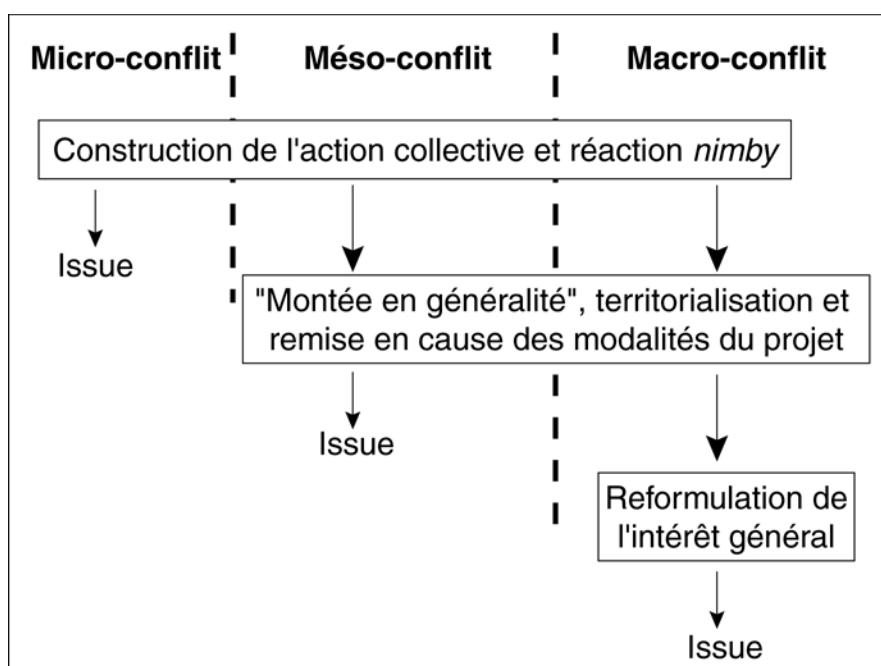 Micro-conflit
Méso-conflit
Macro-conflit
Construction de l'action collective et réaction nimby
Issue
"Montée en généralité", territorialisation et
remise en cause des modalités du projet
Issue
Reformulation de
l'intérêt général
Issue